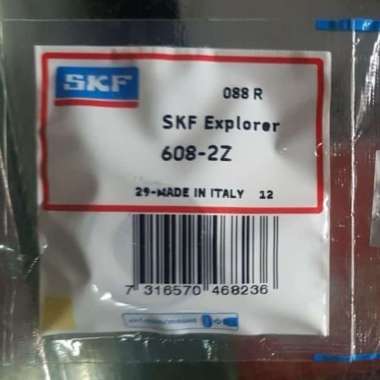 SKF
088 R
SKF Explorer
608-2Z
29-MADE IN ITALY 12
7 316570 468236